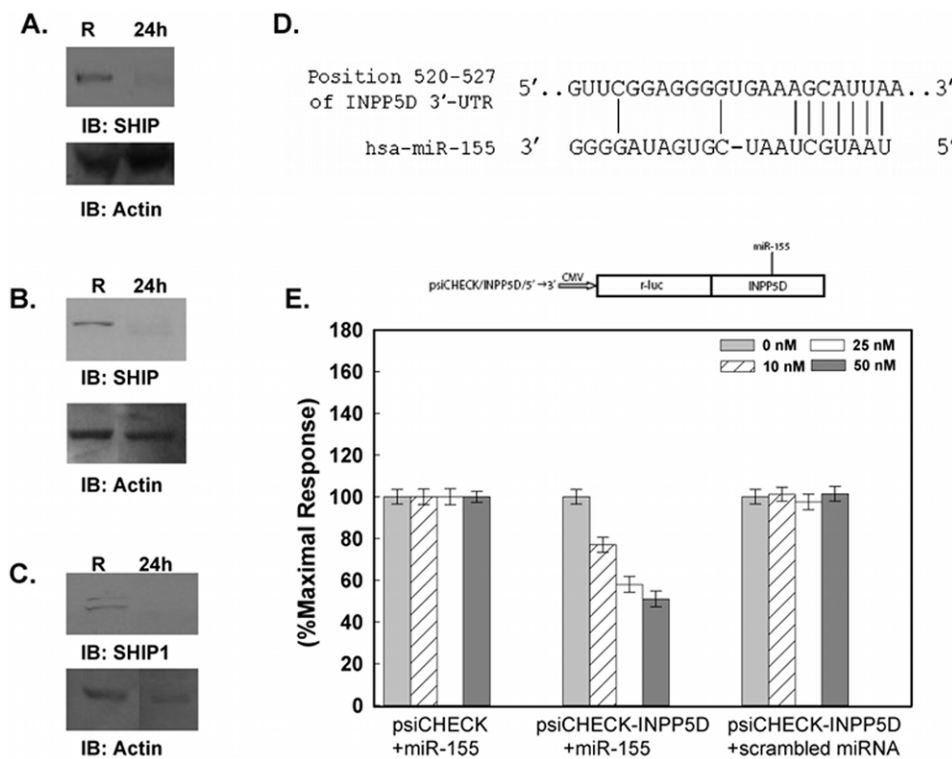 A.
R 24h
IB: SHIP
IB: Actin
B.
R 24h
IB: SHIP
IB: Actin
C.
R 24h
IB: SHIP1
IB: Actin
D.
Position 520-527 5′..GUUCGGAGGGGUGAAAGCAUUAA..3′
of INPP5D 3′-UTR
hsa-miR-155 3′ GGGGAUAGUGC-UAAUCGUAAU 5′
miR-155
psiCHECK/INPP5D/5′ →3′ CMV r-luc INPP5D
E.
0 nM 25 nM
10 nM 50 nM
(%Maximal Response)
180
160
140
120
100
80
60
40
20
0
psiCHECK
+miR-155
psiCHECK-INPP5D
+miR-155
psiCHECK-INPP5D
+scrambled miRNA